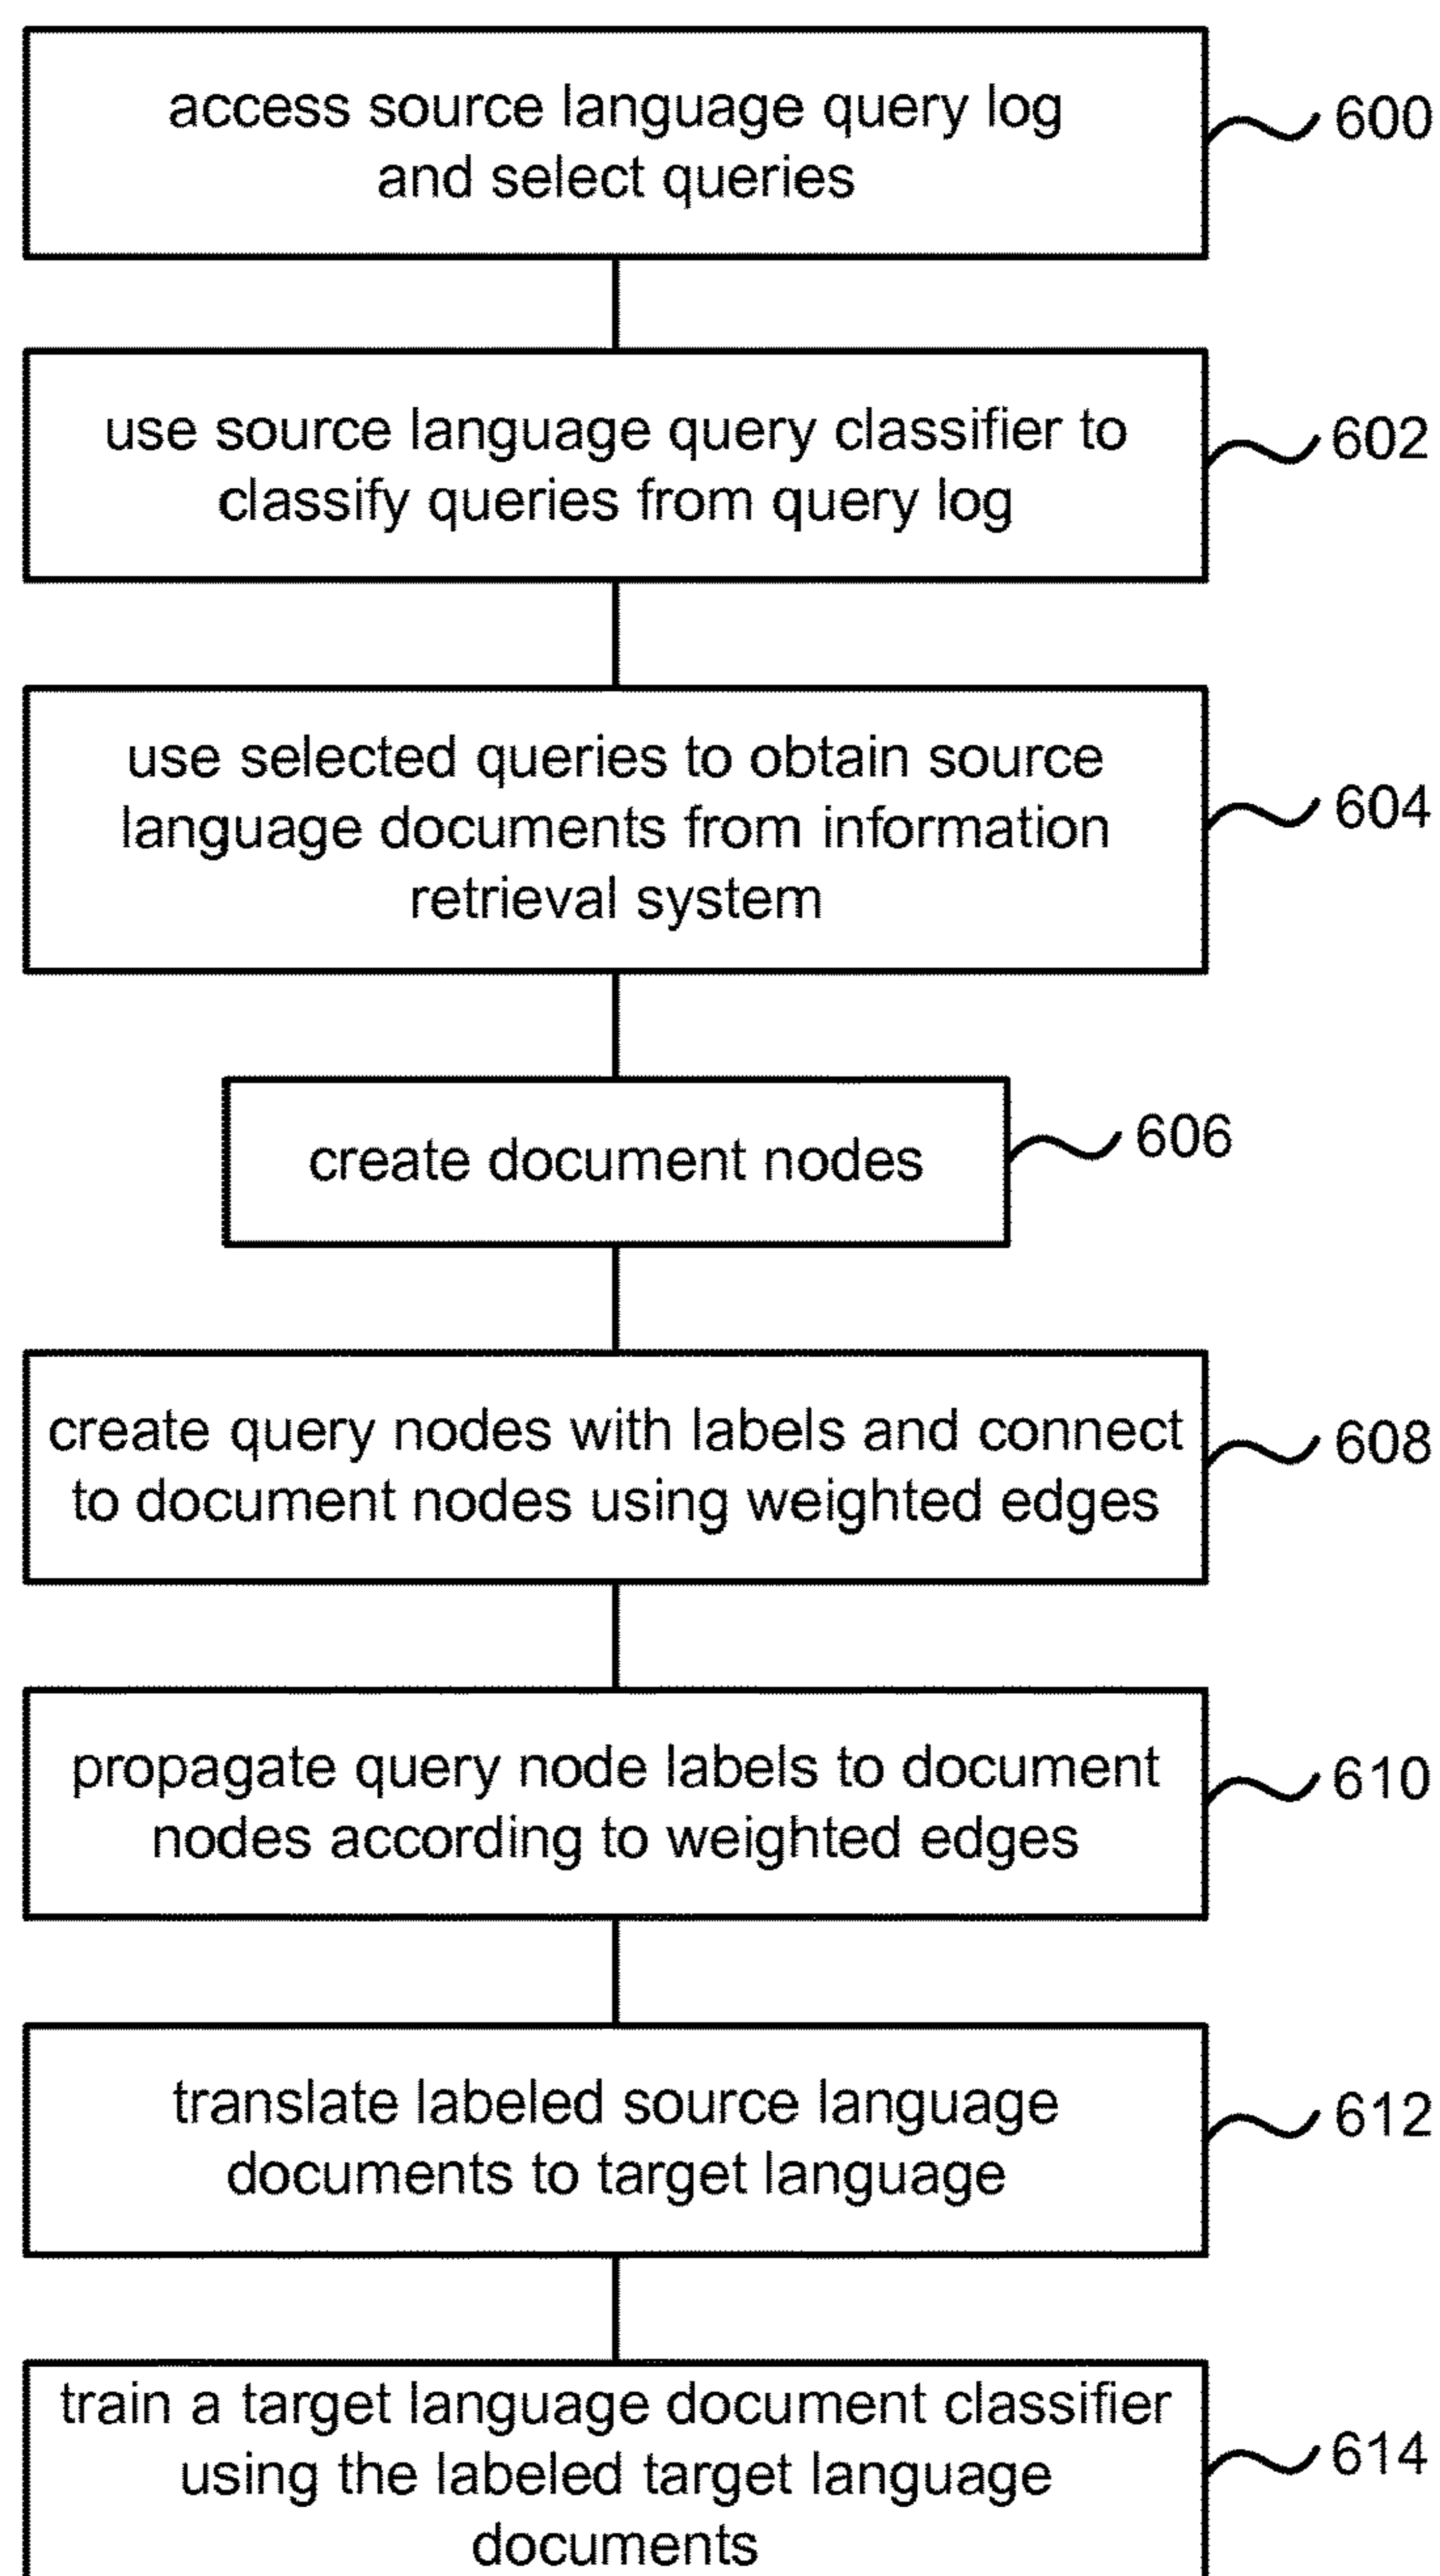 access source language query log
and select queries
600
use source language query classifier to
classify queries from query log
602
use selected queries to obtain source
language documents from information
retrieval system
604
create document nodes
606
create query nodes with labels and connect
to document nodes using weighted edges
608
propagate query node labels to document
nodes according to weighted edges
610
translate labeled source language
documents to target language
612
train a target language document classifier
using the labeled target language
documents
614